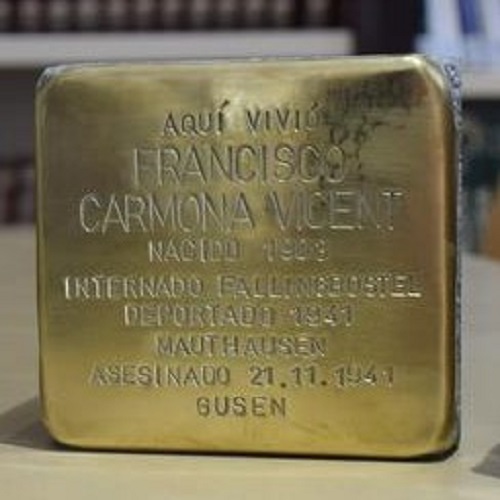 AQUÍ VIVIÓ
FRANCISCO
CARMONA VICENT
NACIDO
INTERNADO FALLINGBOSTEL
DEPORTADO 1941
MAUTHAUSEN
ASESINADO 21.11.1941
GUSEN